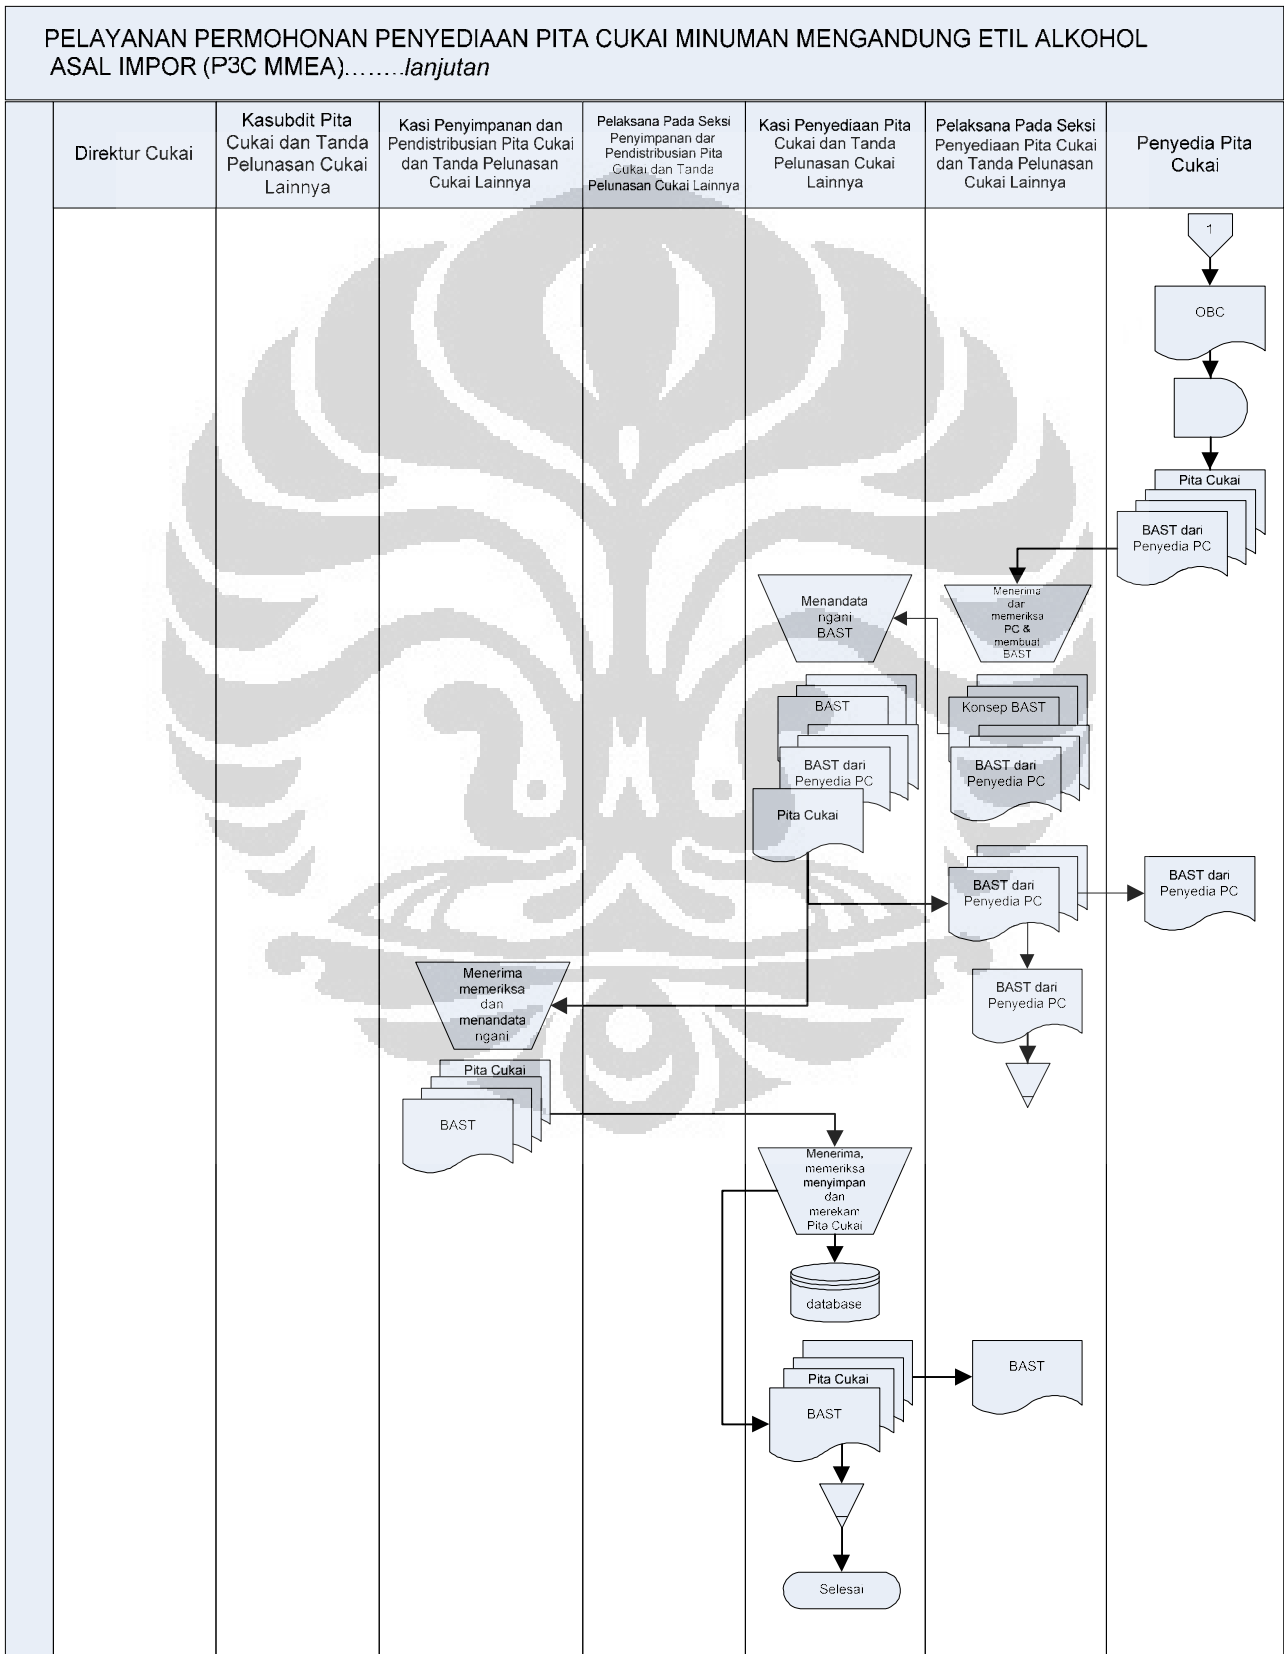 PELAYANAN PERMOHONAN PENYEDIAAN PITA CUKAI MINUMAN MENGANDUNG ETIL ALKOHOL
ASAL IMPOR (P3C MMEA)........lanjutan
Direktur Cukai
Kasubdit Pita
Cukai dan Tanda
Pelunasan Cukai
Lainnya
Kasi Penyimpanan dan
Pendistribusian Pita Cukai
dan Tanda Pelunasan
Cukai Lainnya
Pelaksana Pada Seksi
Penyimpanan dar
Pendistribusian Pita
Cukai dan Tanda
Pelunasan Cukai Lainnya
Kasi Penyediaan Pita
Cukai dan Tanda
Pelunasan Cukai
Lainnya
Pelaksana Pada Seksi
Penyediaan Pita Cukai
dan Tanda Pelunasan
Cukai Lainnya
Penyedia Pita
Cukai
1
OBC
Pita Cukai
BAST dari
Penyedia PC
Menerima
dan
memeriksa
PC &
membuat
BAST
Menandata
ngani
BAST
BAST
BAST dari
Penyedia PC
Pita Cukai
Konsep BAST
BAST dari
Penyedia PC
BAST dari
Penyedia PC
BAST dari
Penyedia PC
BAST dari
Penyedia PC
Menerima
memeriksa
dan
menandata
ngani
Pita Cukai
BAST
Menerima,
memeriksa
menyimpan
dan
merekam
Pita Cukai
database
Pita Cukai
BAST
BAST
Selesai